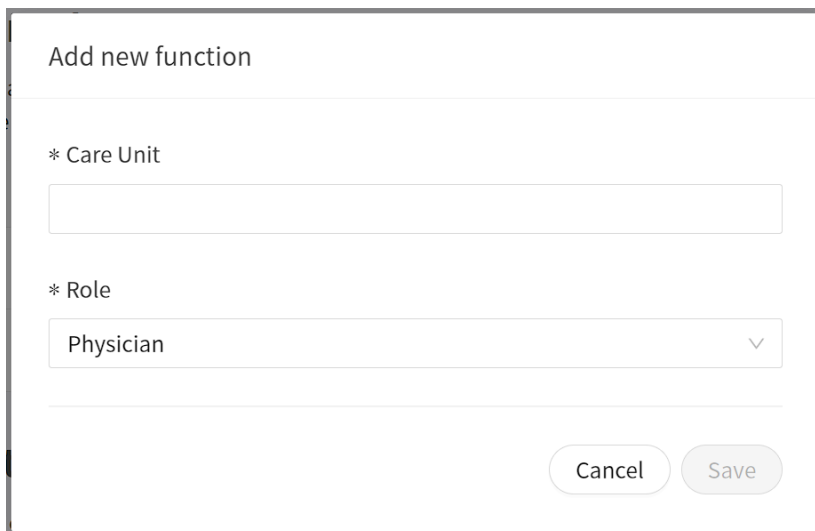 Add new function
* Care Unit
* Role
Physician
Cancel
Save